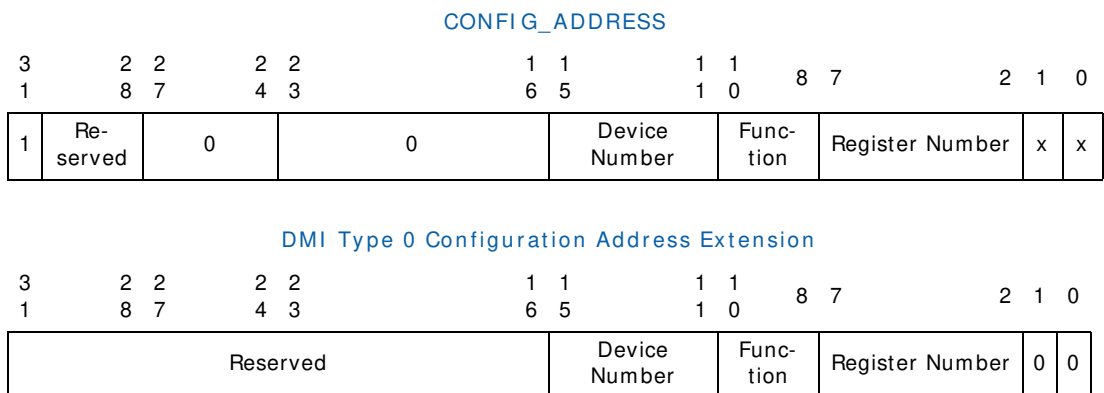 CONFIG_ADDRESS
3 2 2 2 2 1 1 1 1
1 8 7 4 3 6 5 1 0 8 7 2 1 0
1 Re-served 0 0 Device Number Func-tion Register Number x x
DMI Type 0 Configuration Address Extension
3 2 2 2 2 1 1 1 1
1 8 7 4 3 6 5 1 0 8 7 2 1 0
Reserved Device Number Func-tion Register Number 0 0